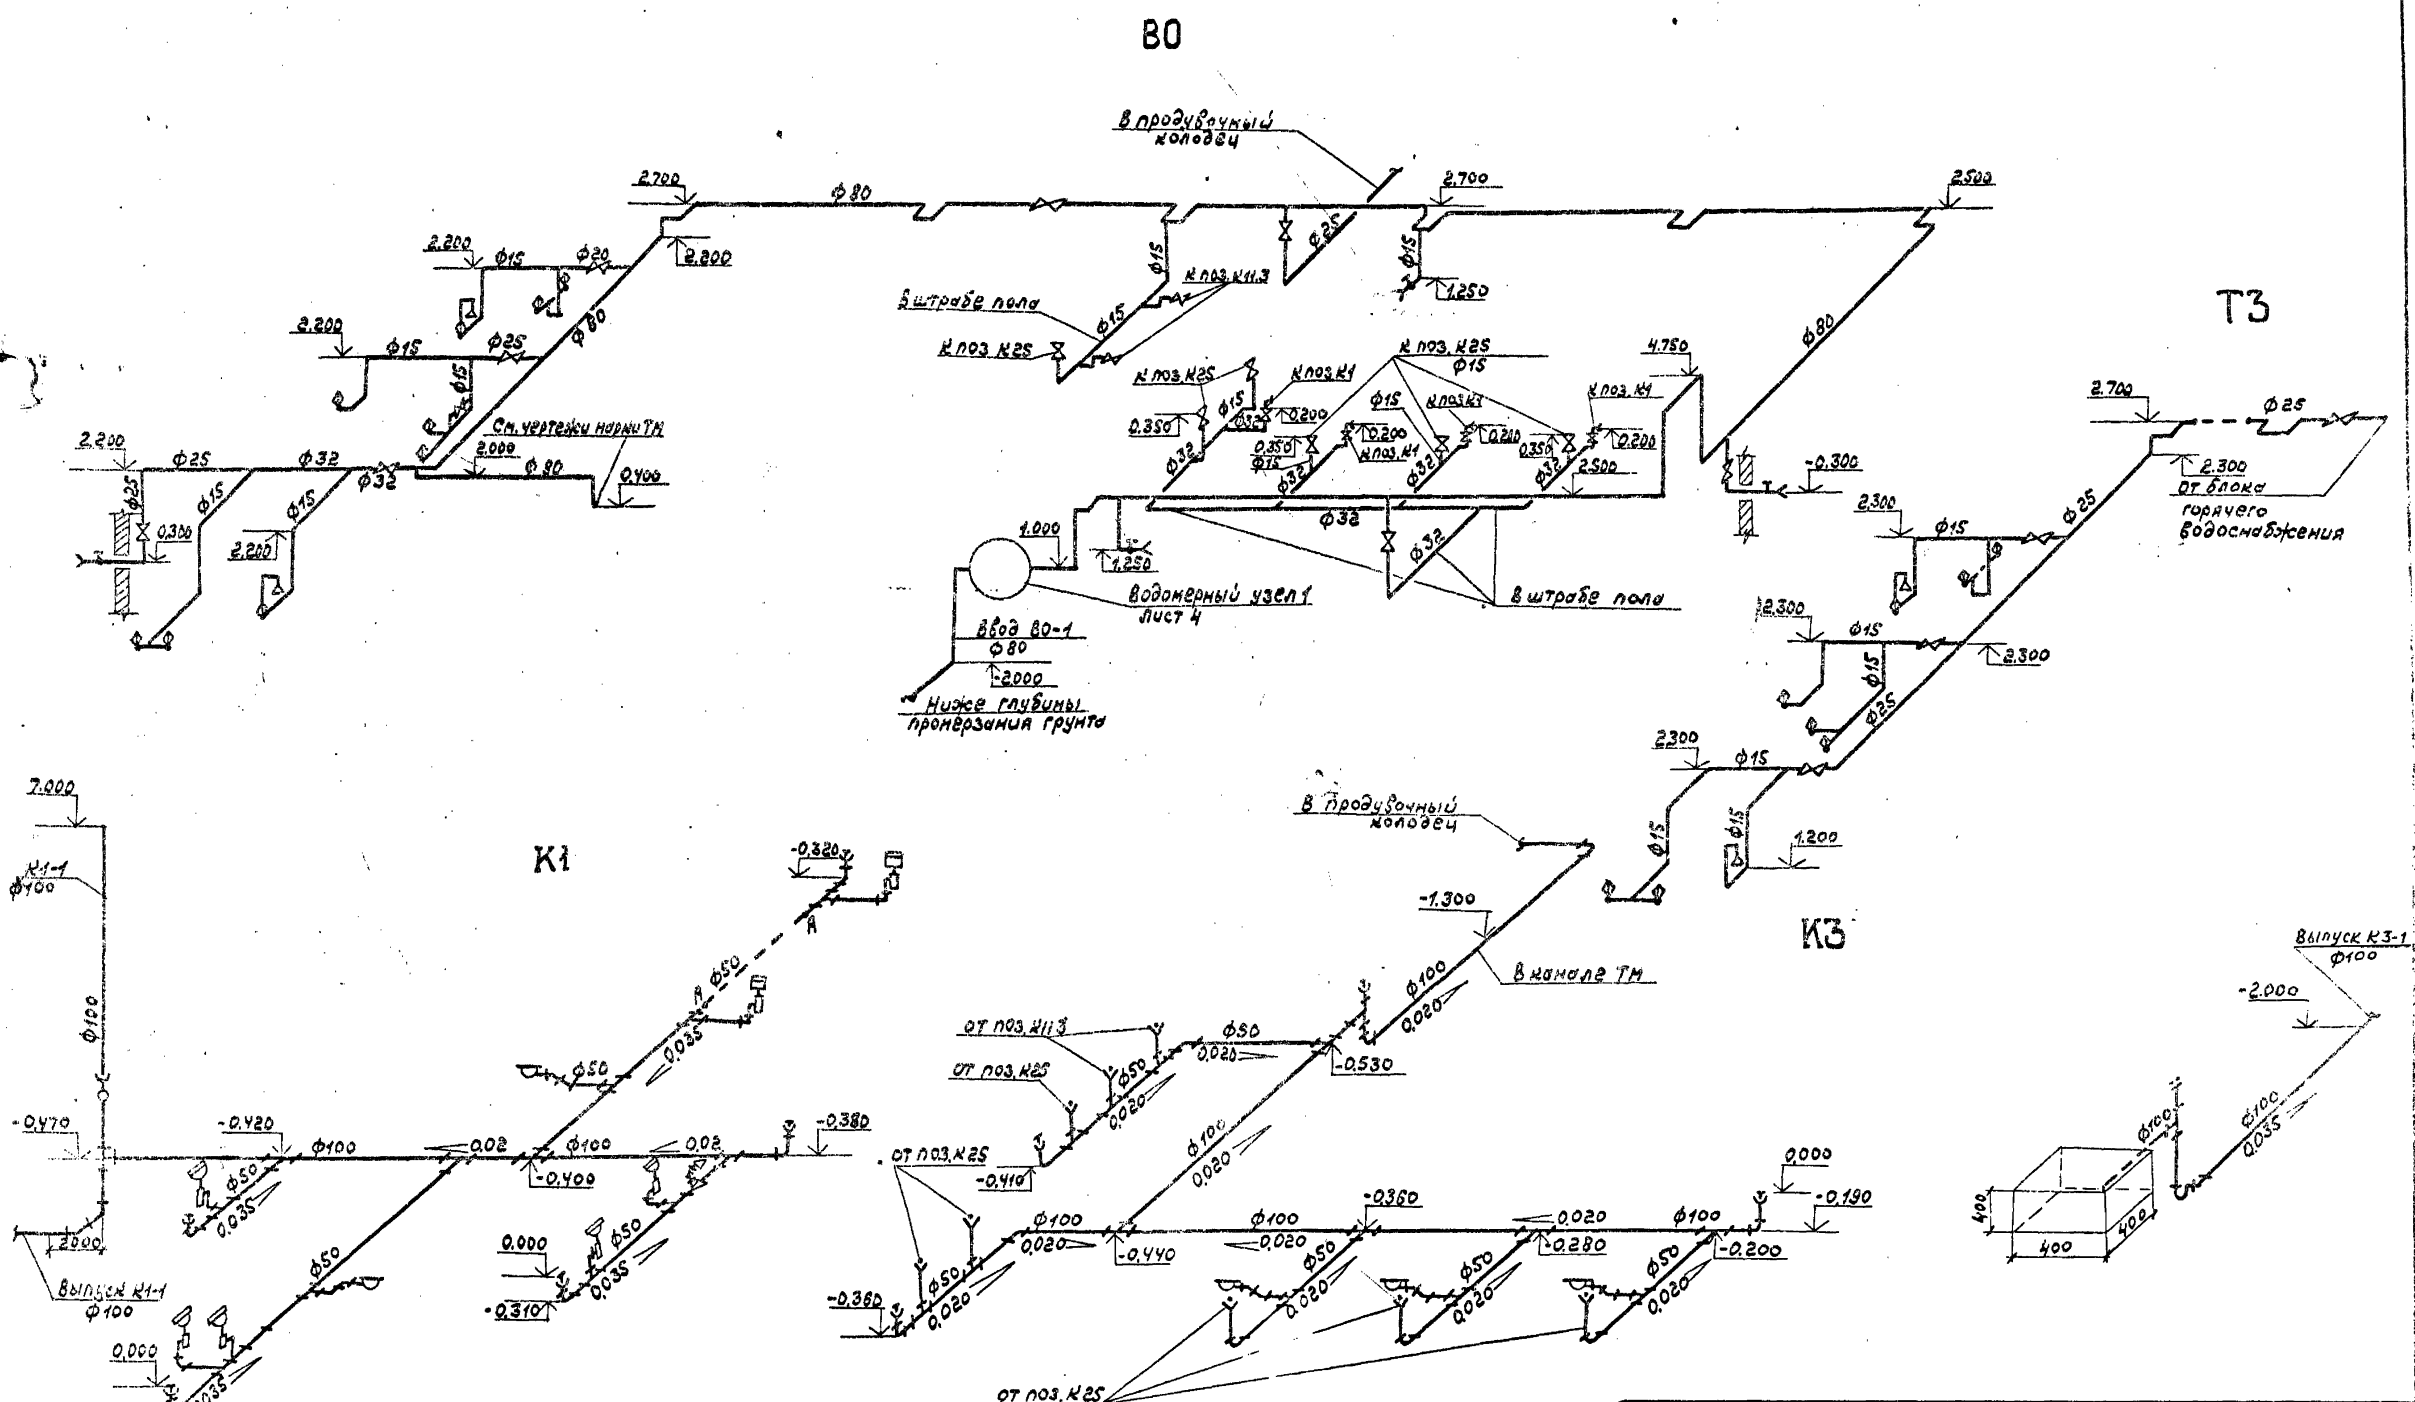 В0
В продувочный
колодец
2.700
ф 80
2.700
2.500
2.200
ф15
ф20
2.200
ф15
ф25
ф15
К поз. К11.3
1.250
Т3
В штрабе пола
ф15
2.200
ф15
ф25
ф 80
К поз. К25
К поз. К25
ф15
4.750
ф80
ф15
К поз. К25
К поз. К1
2.700
ф25
ф15
ф15
К поз. К1
К поз. К1
См. чертежи марки ТМ
0.350
ф32
0.200
0.350
0.200
0.200
0.350
0.200
2.200
ф25
ф32
2.000
ф32
ф 80
0.400
ф32
ф15
ф32
К поз. К1
ф32
ф32
2.500
-0.300
2.300
от блока
горячего
водоснабжения
ф25
ф15
ф15
0.300
2.200
ф32
ф32
1.000
1.250
2.300
ф15
ф25
Водомерный узел 1
лист 4
В штрабе пола
Ввод В0-1
ф 80
-2.000
Ниже глубины
промерзания грунта
2.300
ф15
ф15
2.300
ф25
2.300
ф15
ф15
ф15
1.200
7.000
К1-1
ф100
К1
-0.320
В продувочный
колодец
-1.300
К3
Выпуск К3-1
ф100
А
ф50
А
0.035
ф100
0.020
В канале ТМ
-2.000
ф100
от поз. К11.3
ф50
0.020
от поз. К25
ф50
0.020
-0.530
ф50
-0.470
-0.420
ф100
0.02
ф100
0.02
-0.380
-0.400
ф50
0.035
ф100
0.020
от поз. К25
-0.410
ф100
ф100
0.035
0.000
-0.190
2000
Выпуск К1-1
ф100
ф50
ф50
0.035
0.000
-0.310
ф100
0.020
-0.440
ф100
0.020
-0.360
0.020
-0.280
ф100
-0.200
400
400
400
ф50
0.020
-0.360
ф50
0.020
ф50
0.020
ф50
0.020
0.000
0.035
от поз. К25